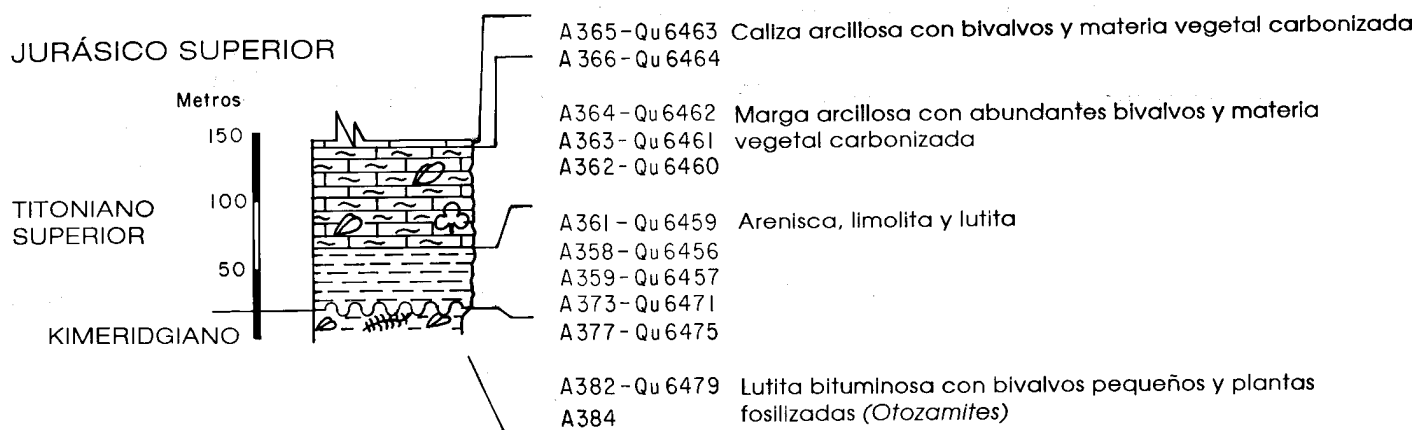 JURÁSICO SUPERIOR
Metros
150
100
50
TITONIANO
SUPERIOR
KIMERIDGIANO
A365-Qu6463 Caliza arcillosa con bivalvos y materia vegetal carbonizada
A366-Qu6464
A364-Qu6462 Marga arcillosa con abundantes bivalvos y materia
A363-Qu6461 vegetal carbonizada
A362-Qu6460
A361-Qu6459 Arenisca, limolita y lutita
A358-Qu6456
A359-Qu6457
A373-Qu6471
A377-Qu6475
A382-Qu6479 Lutita bituminosa con bivalvos pequeños y plantas
A384 fosilizadas (Otozamites)